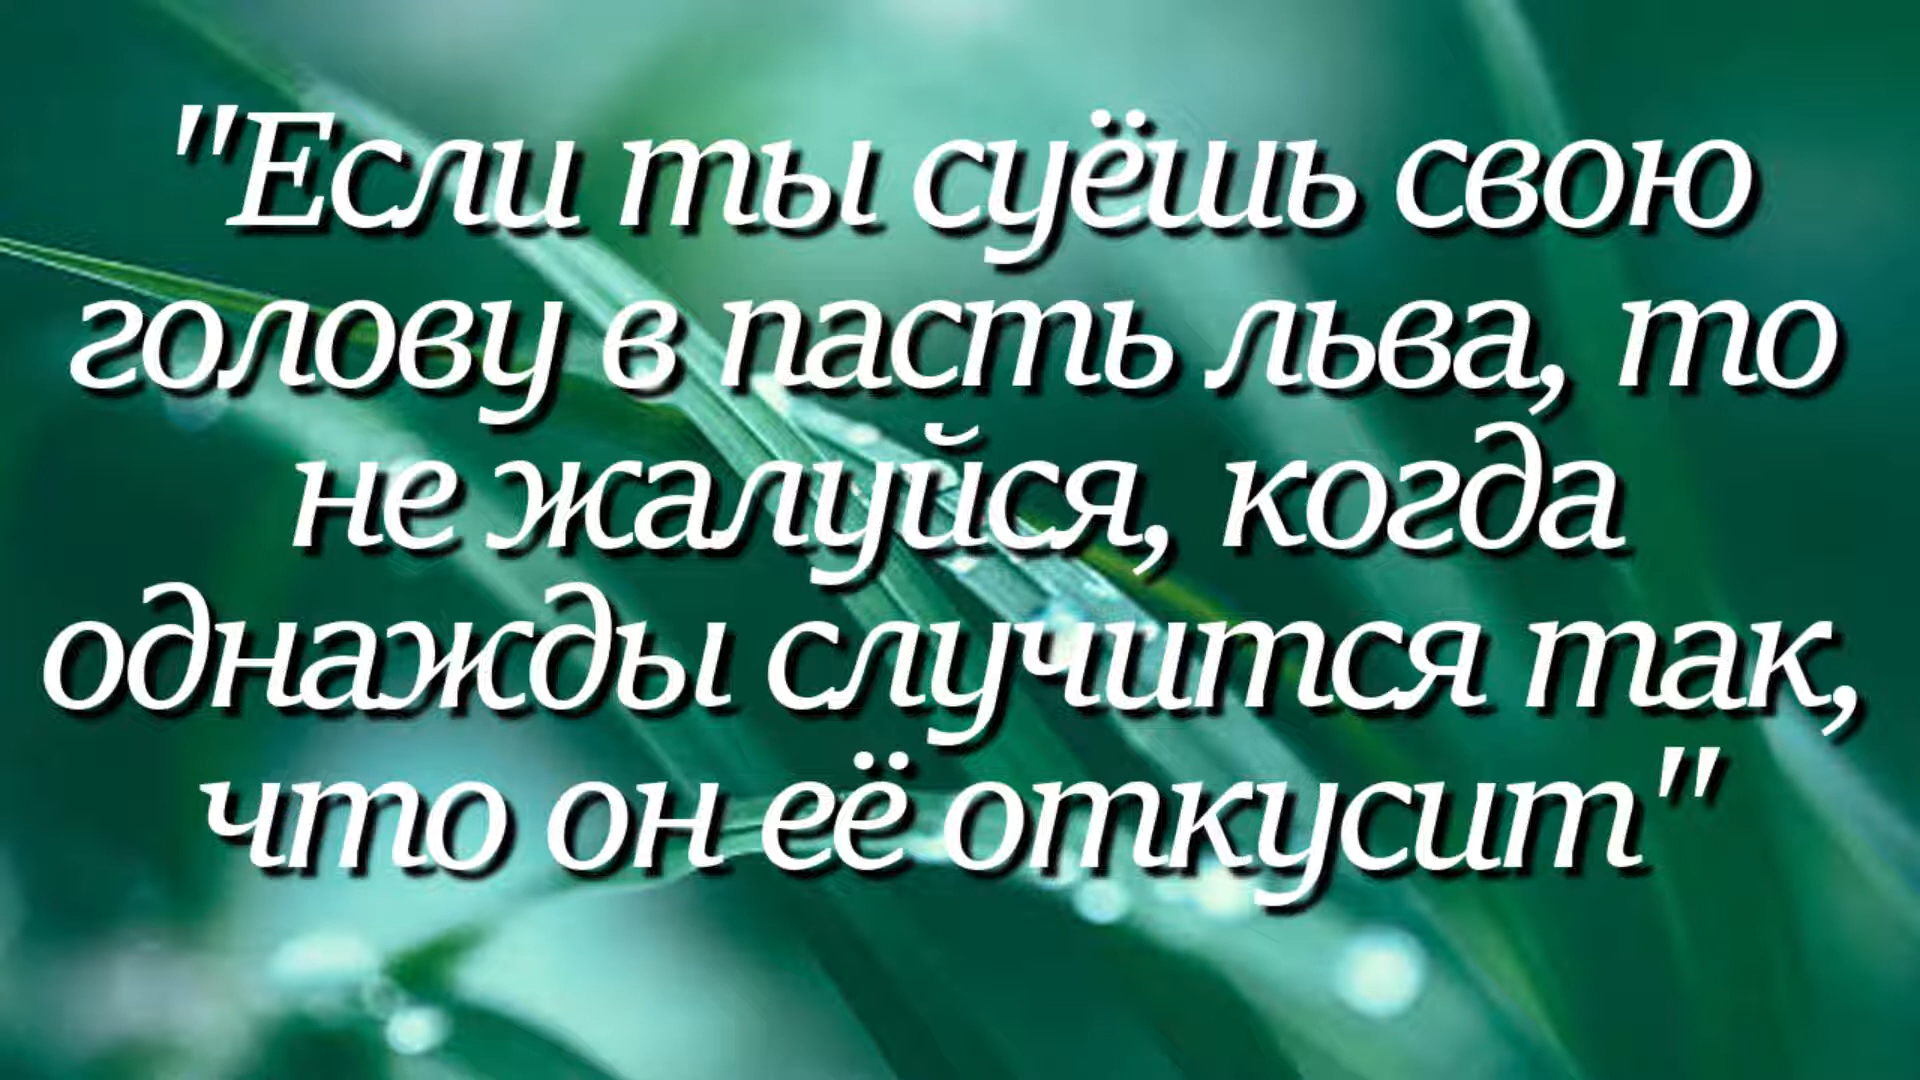 "Если ты суёшь свою
голову в пасть льва, то
не жалуйся, когда
однажды случится так,
что он её откусит"